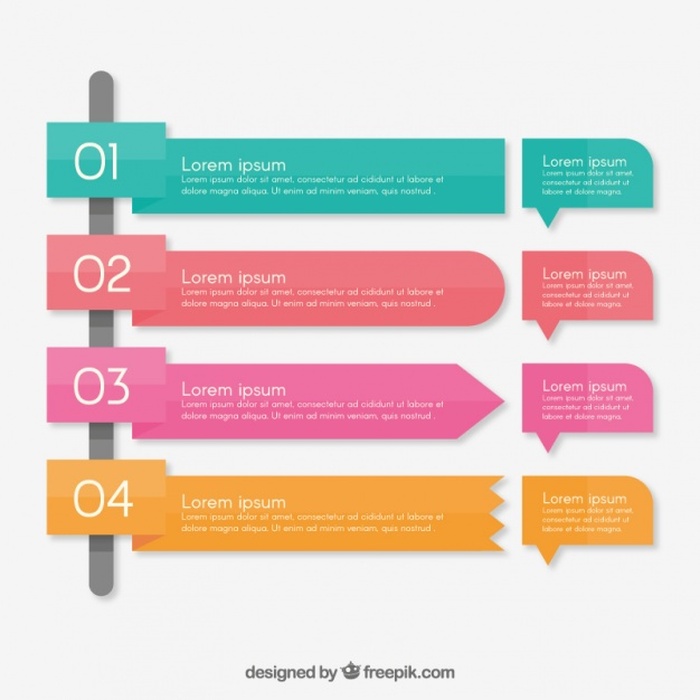 01
Lorem ipsum
Lorem ipsum dolor sit amet, consectetur ad incididunt ut labore et
dolore magna aliqua. Ut enim ad minim veniam, quis nostrud .
Lorem ipsum
Lorem ipsum dolor sit amet,
consectetur ad incididunt ut
labore et dolore magna.
02
Lorem ipsum
Lorem ipsum dolor sit amet, consectetur ad incididunt ut labore et
dolore magna aliqua. Ut enim ad minim veniam, quis nostrud .
Lorem ipsum
Lorem ipsum dolor sit amet,
consectetur ad incididunt ut
labore et dolore magna.
03
Lorem ipsum
Lorem ipsum dolor sit amet, consectetur ad incididunt ut labore et
dolore magna aliqua. Ut enim ad minim veniam, quis nostrud .
Lorem ipsum
Lorem ipsum dolor sit amet,
consectetur ad incididunt ut
labore et dolore magna.
04
Lorem ipsum
Lorem ipsum dolor sit amet, consectetur ad incididunt ut labore et
dolore magna aliqua. Ut enim ad minim veniam, quis nostrud .
Lorem ipsum
Lorem ipsum dolor sit amet,
consectetur ad incididunt ut
labore et dolore magna.
designed by freepik.com